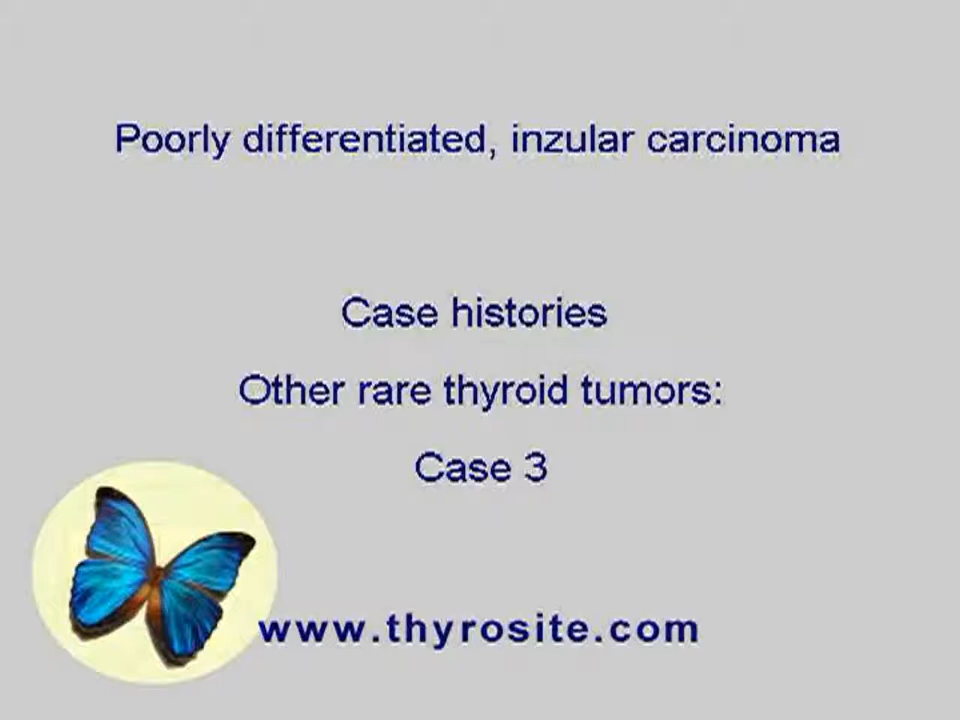 Poorly differentiated, inzular carcinoma
Case histories
Other rare thyroid tumors:
Case 3
www.thyrosite.com